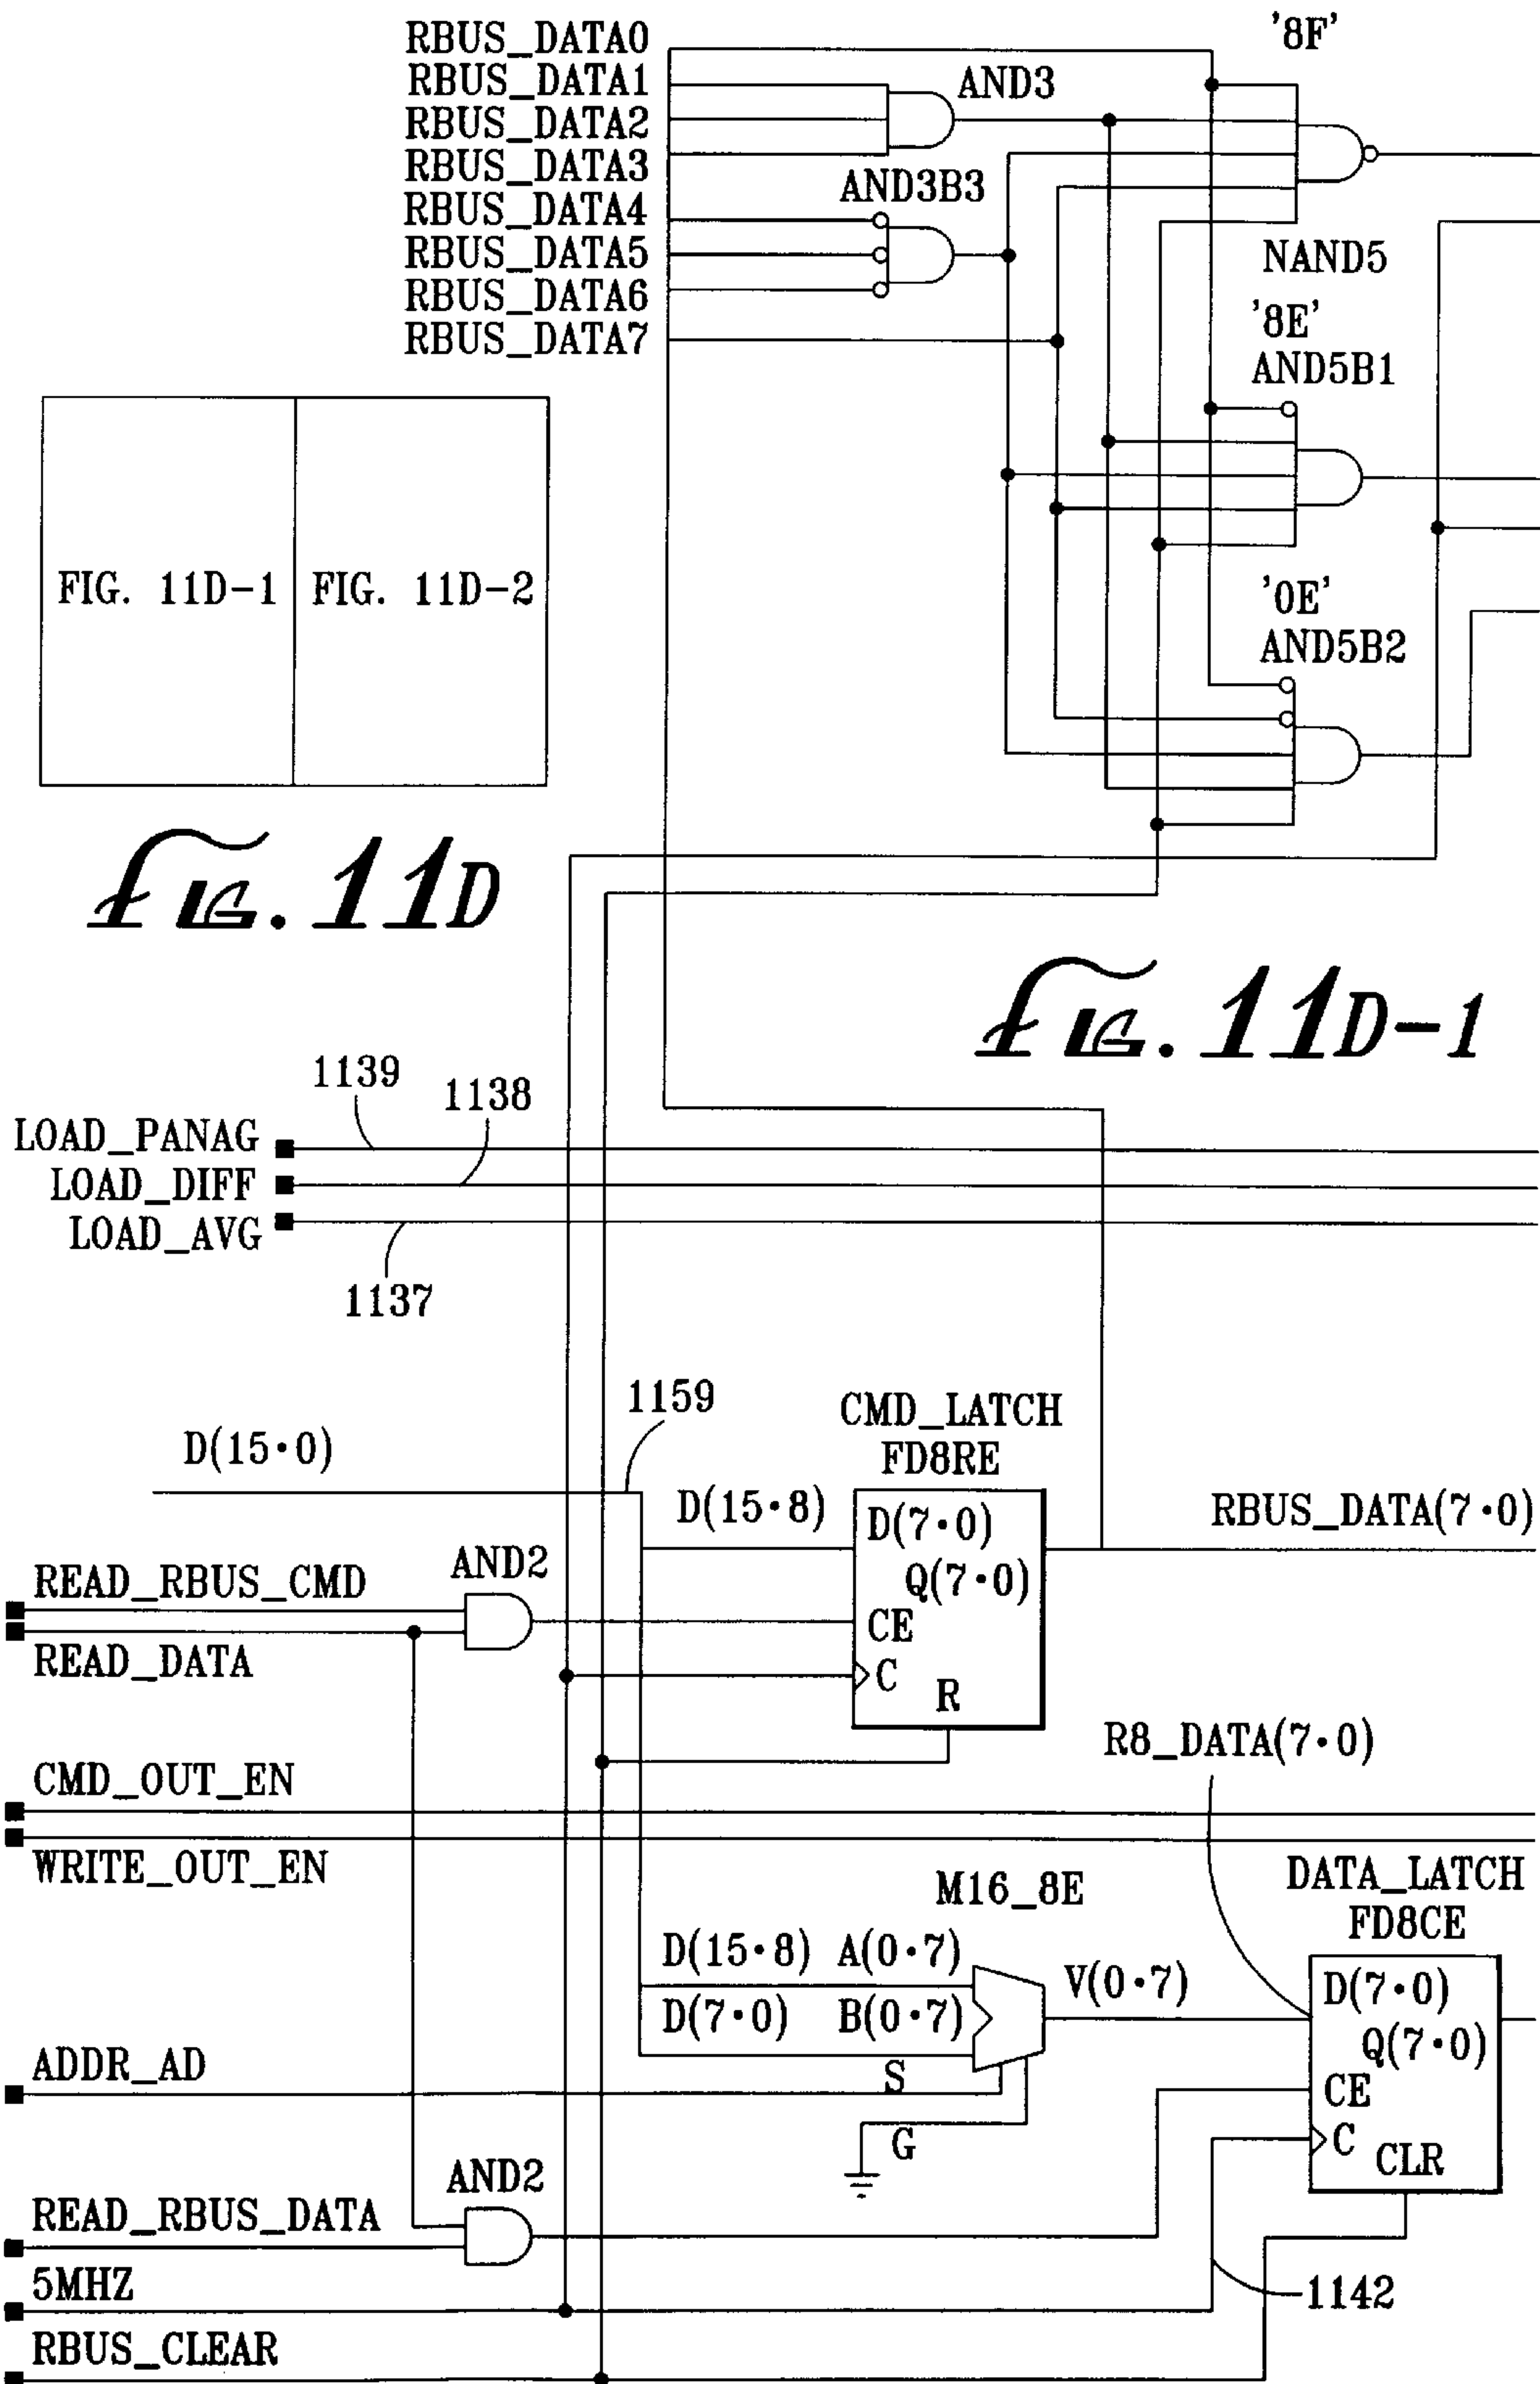 RBUS_DATA0
RBUS_DATA1
RBUS_DATA2
RBUS_DATA3
RBUS_DATA4
RBUS_DATA5
RBUS_DATA6
RBUS_DATA7
AND3
AND3B3
'8F'
NAND5
'8E'
AND5B1
'0E'
AND5B2
FIG. 11D-1
FIG. 11D-2
FIG. 11D
FIG. 11D-1
1139
1138
LOAD_PANAG
LOAD_DIFF
LOAD_AVG
1137
1159
CMD_LATCH
FD8RE
D(15·0)
D(15·8)
D(7·0)
Q(7·0)
CE
C
R
RBUS_DATA(7·0)
AND2
READ_RBUS_CMD
READ_DATA
R8_DATA(7·0)
CMD_OUT_EN
WRITE_OUT_EN
M16_8E
DATA_LATCH
FD8CE
D(15·8) A(0·7)
D(7·0) B(0·7)
V(0·7)
D(7·0)
Q(7·0)
CE
C
CLR
ADDR_AD
S
G
AND2
READ_RBUS_DATA
5MHZ
1142
RBUS_CLEAR